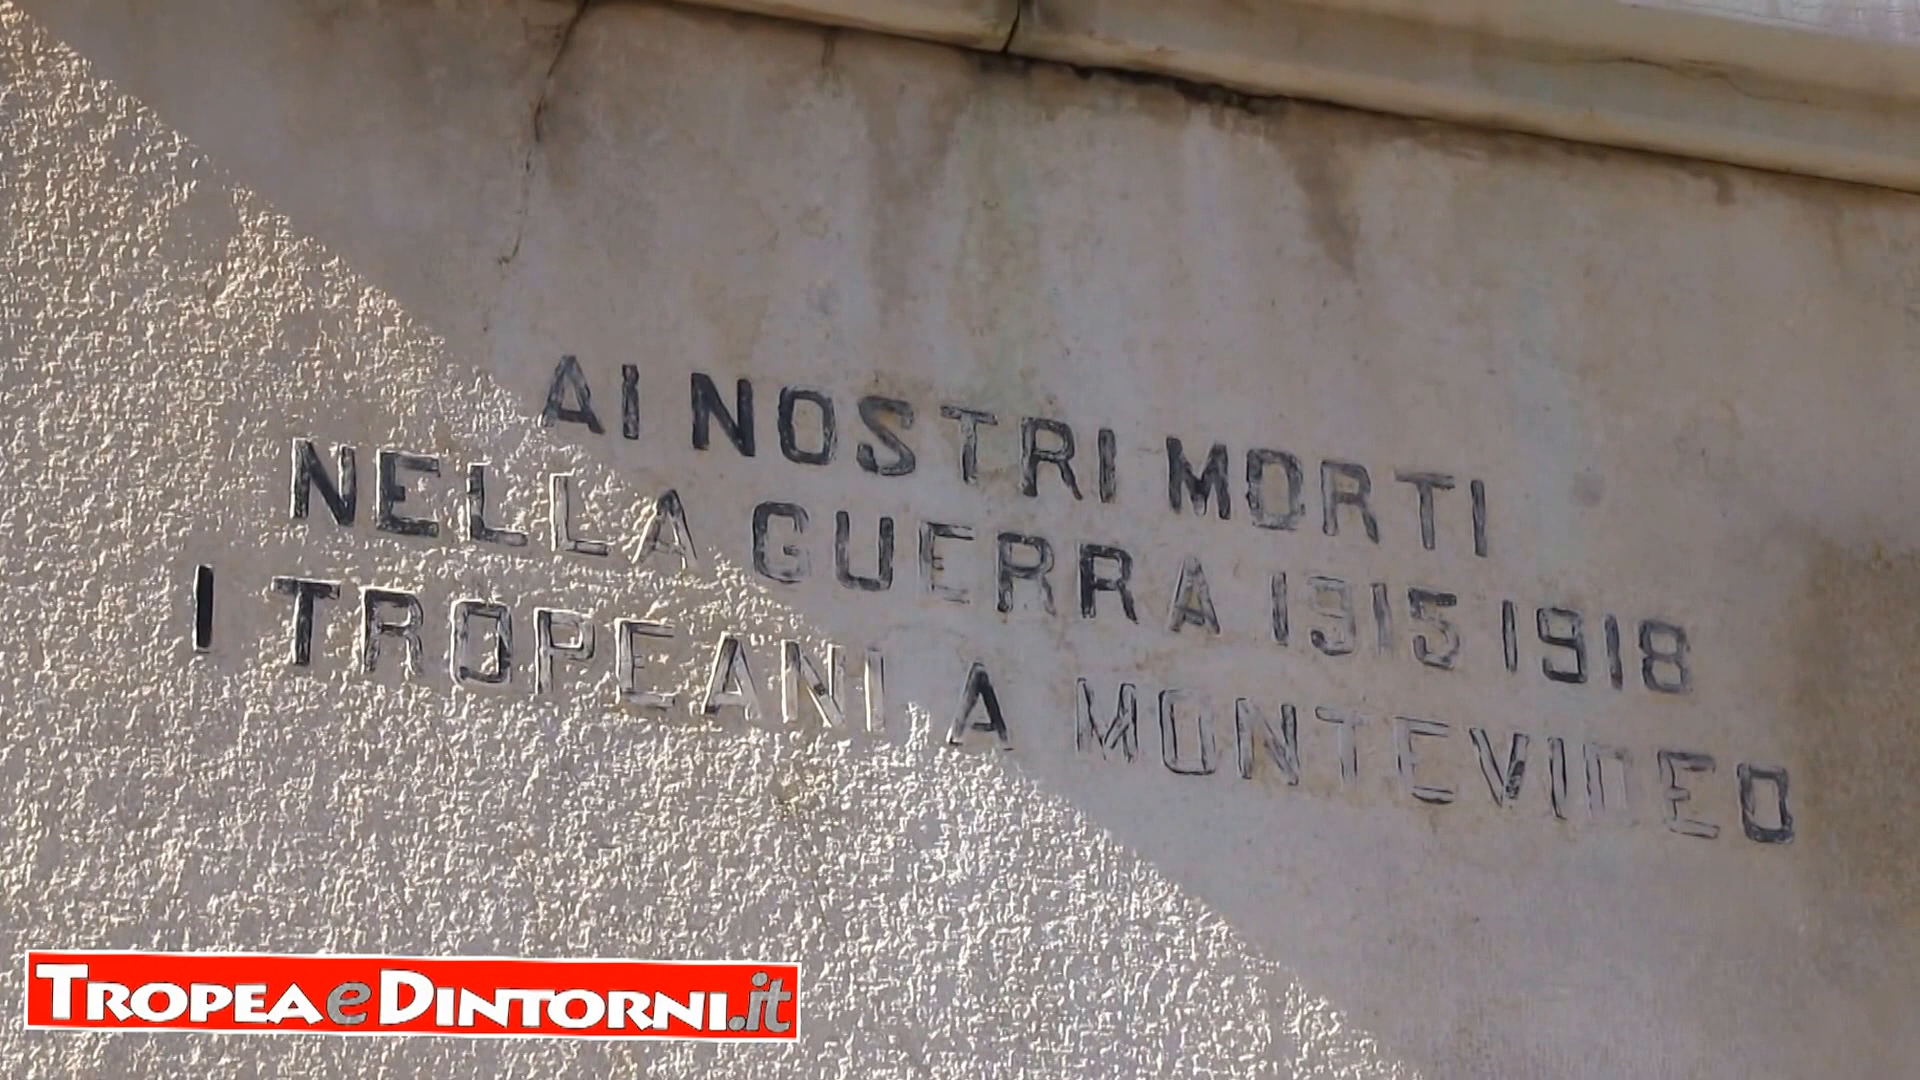 AI NOSTRI MORTI
NELLA GUERRA 1915 1918
I TROPEANI A MONTEVIDEO
TROPEAeDINTORNI.it